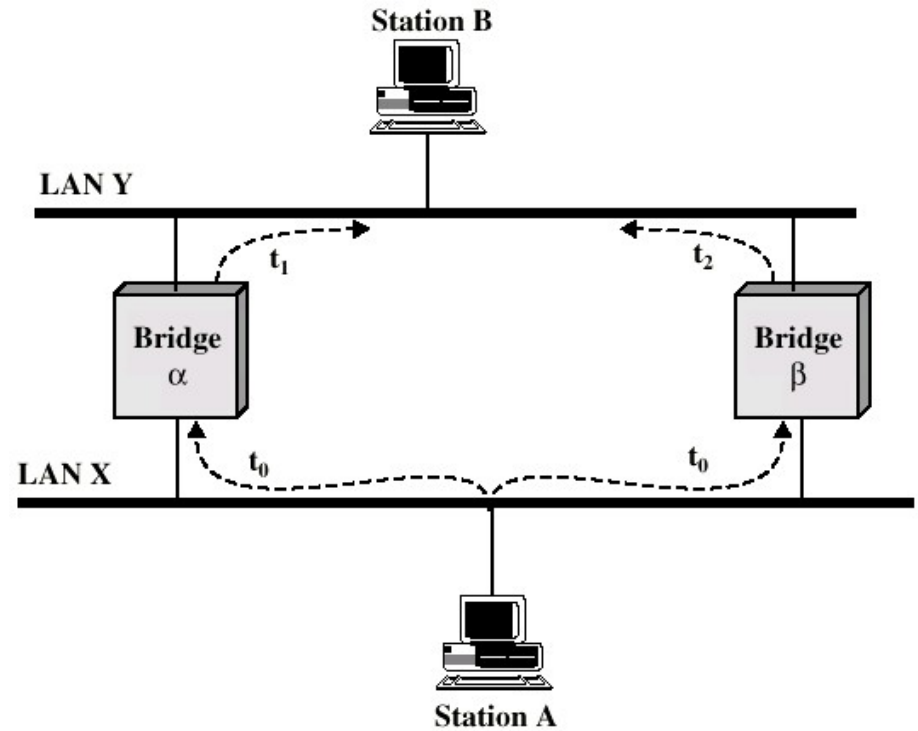 Station B
LAN Y
t₁
t₂
Bridge
α
Bridge
β
LAN X
t₀
t₀
Station A